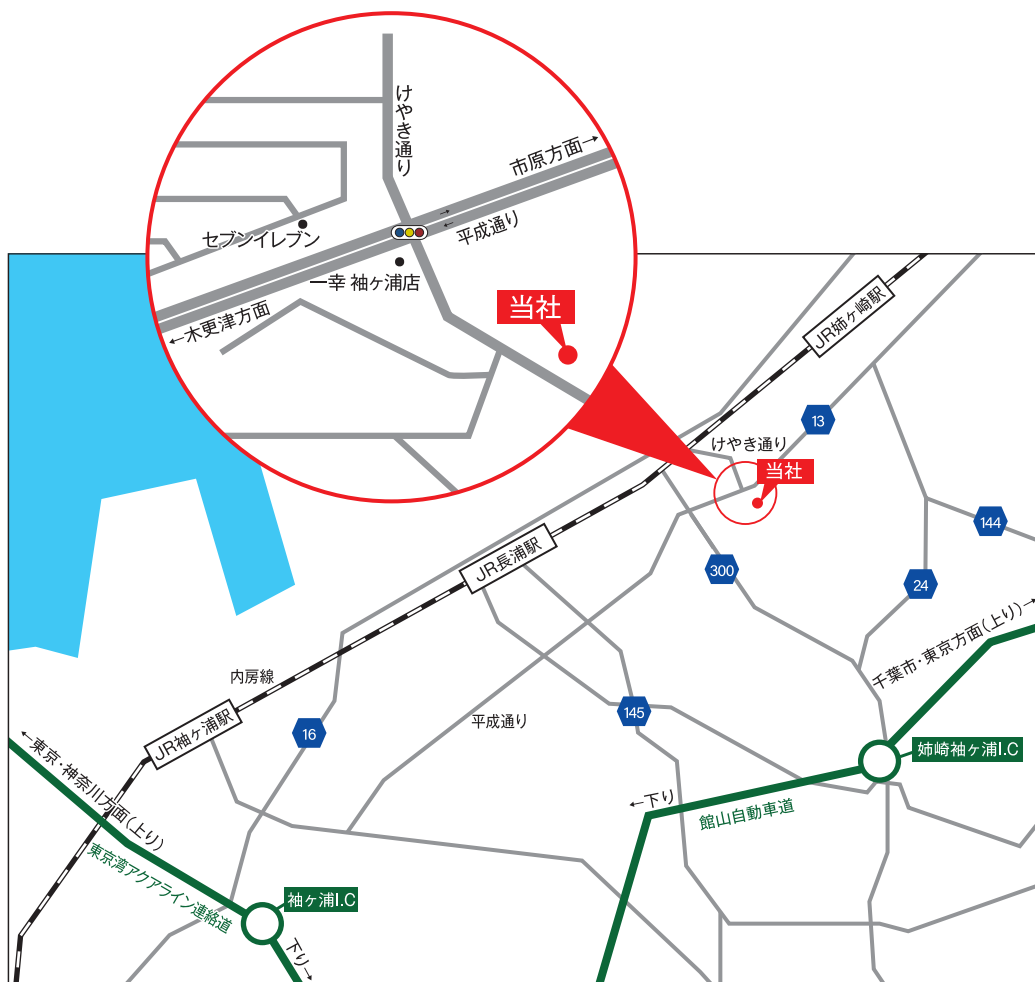 けやき通り
市原方面→
→
←
平成通り
セブンイレブン
一幸 袖ヶ浦店
←木更津方面
当社
JR姉ヶ崎駅
13
けやき通り
当社
144
JR長浦駅
300
24
千葉市・東京方面(上り)→
内房線
145
平成通り
16
JR袖ヶ浦駅
姉崎袖ヶ浦I.C
←東京・神奈川方面(上り)
←下り
館山自動車道
東京湾アクアライン連絡道
袖ヶ浦I.C
下り→